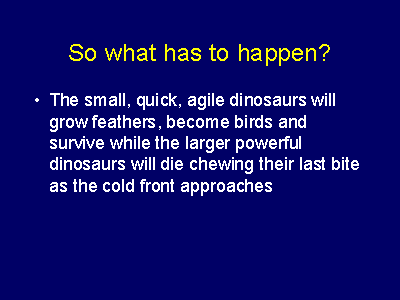 So what has to happen?
• The small, quick, agile dinosaurs will
grow feathers, become birds and
survive while the larger powerful
dinosaurs will die chewing their last bite
as the cold front approaches